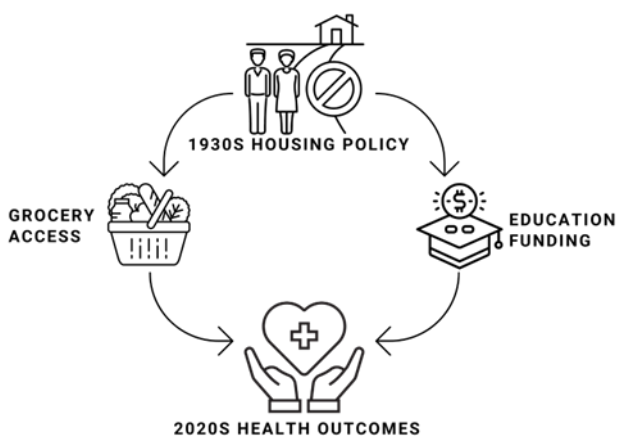 1930S HOUSING POLICY
GROCERY
ACCESS
EDUCATION
FUNDING
2020S HEALTH OUTCOMES